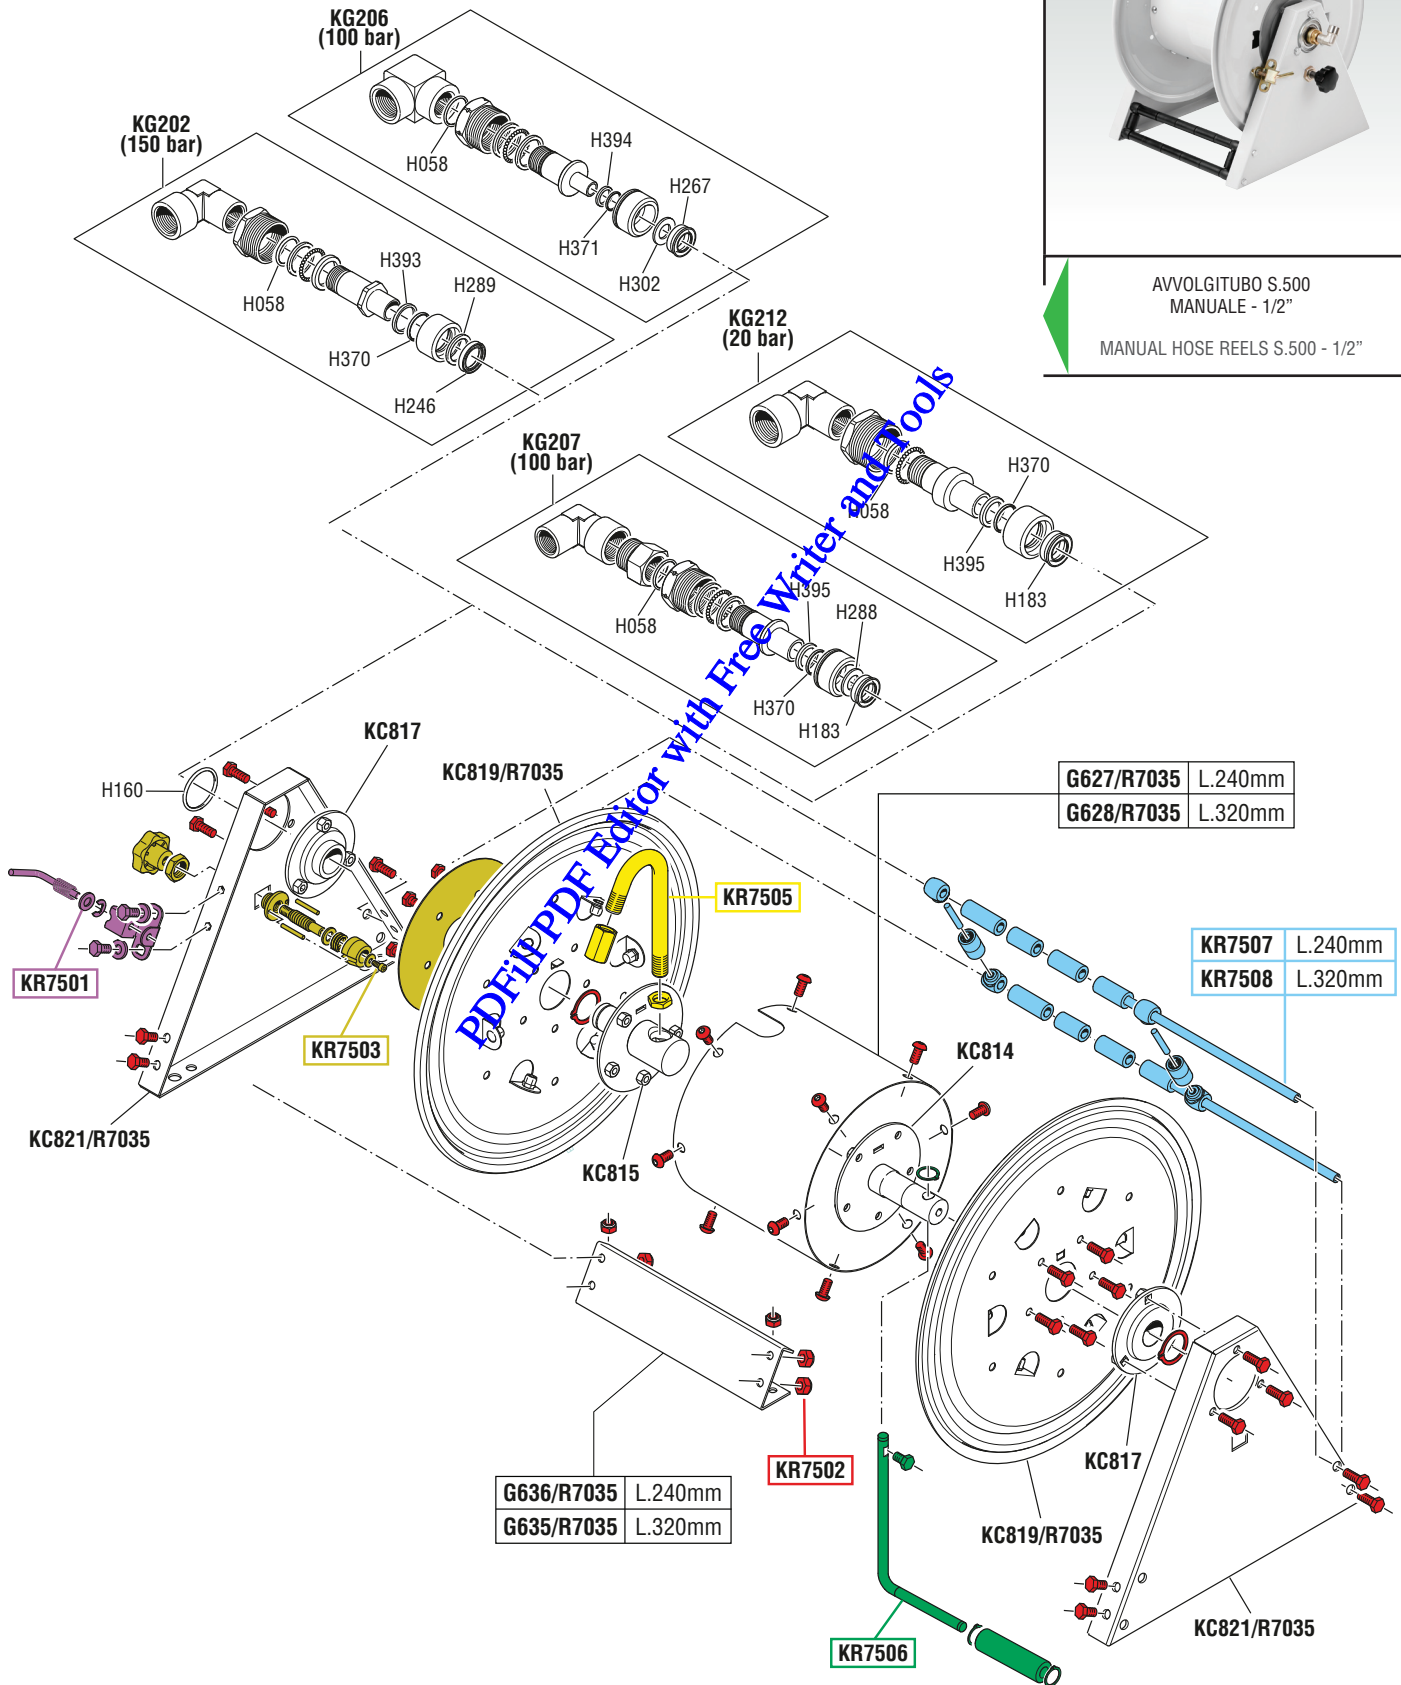 KG206
(100 bar)
H058
H394
H267
H371
H302
KG202
(150 bar)
H058
H393
H289
H370
H246
AVVOLGITUBO S.500
MANUALE - 1/2”
MANUAL HOSE REELS S.500 - 1/2”
KG212
(20 bar)
H058
H370
H395
H183
KG207
(100 bar)
H058
H395
H288
H370
H183
PDFill PDF Editor with Free Writer and Tools
KC817
H160
KC819/R7035
G627/R7035 L.240mm
G628/R7035 L.320mm
KR7505
KR7507 L.240mm
KR7508 L.320mm
KR7501
KR7503
KC814
KC821/R7035
KC815
KR7502
KC817
G636/R7035 L.240mm
G635/R7035 L.320mm
KC819/R7035
KR7506
KC821/R7035